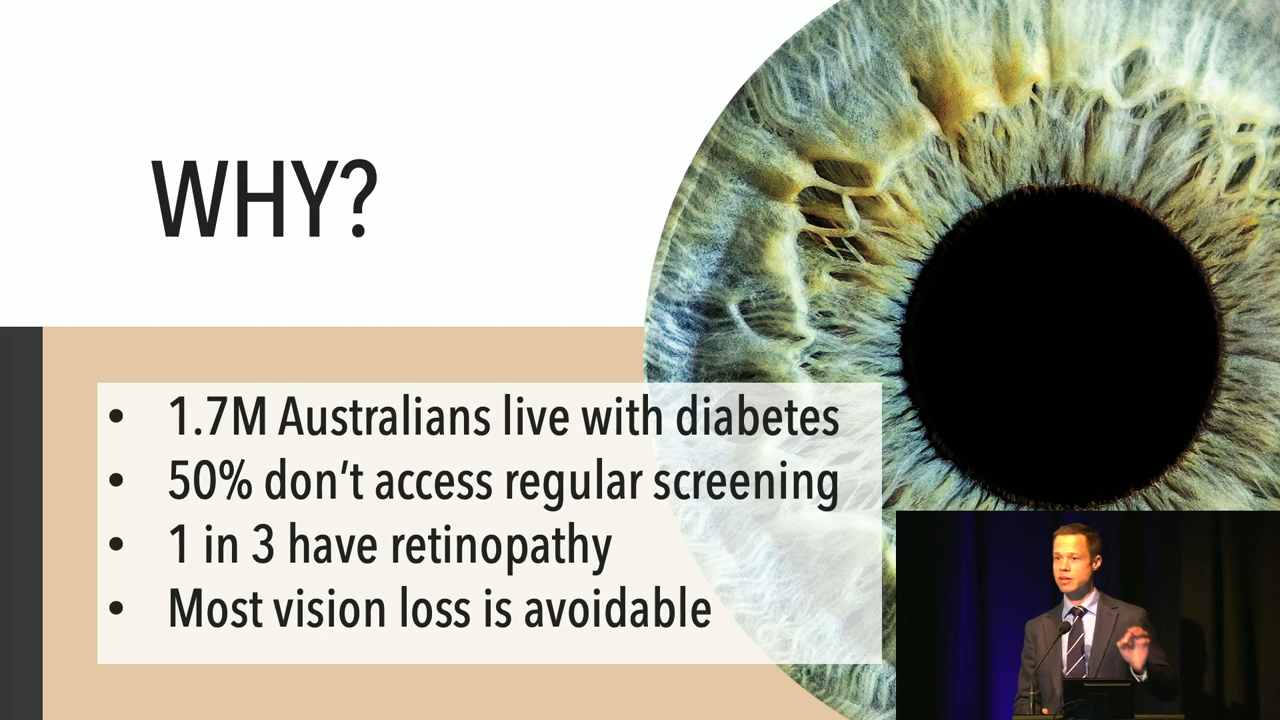 WHY?
• 1.7M Australians live with diabetes
• 50% don’t access regular screening
• 1 in 3 have retinopathy
• Most vision loss is avoidable